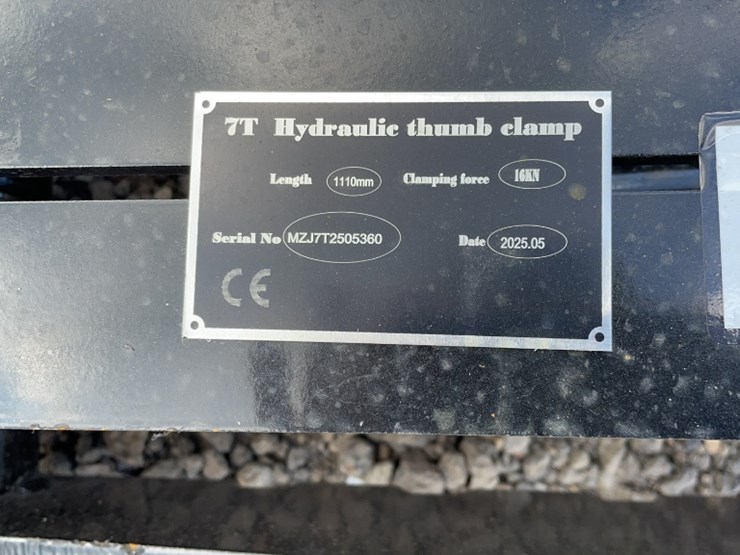 7T Hydraulic thumb clamp
Length 1110mm Clamping force 16KN
Serial No MZJ7T2505360 Date 2025.05
CE